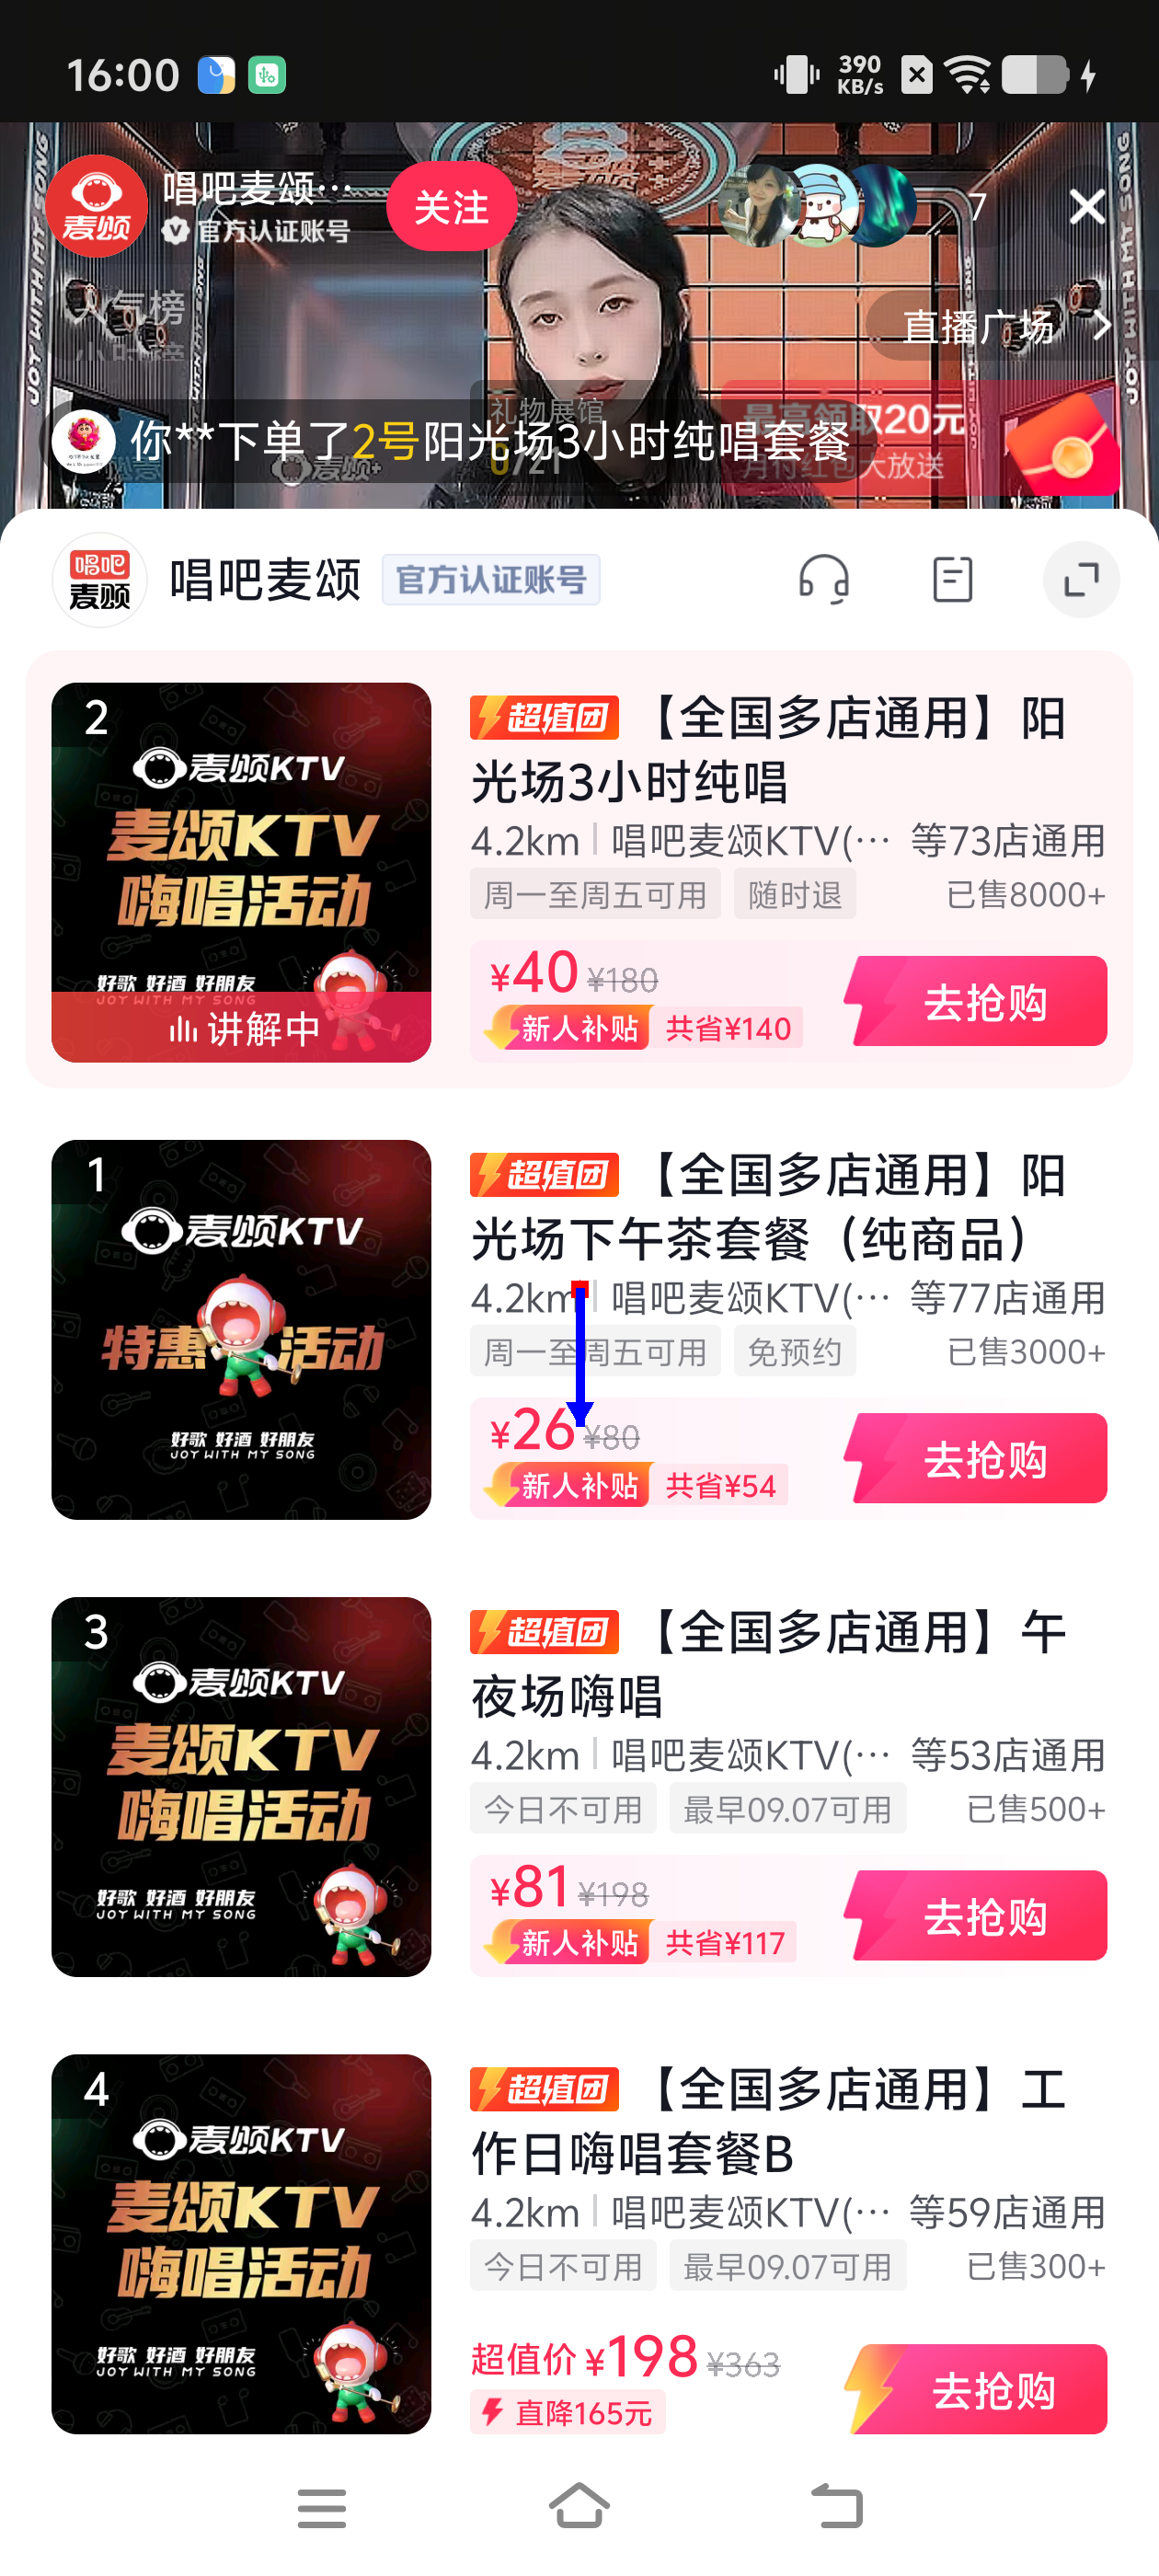 16:00
390
KB/s
唱吧麦颂…
官方认证账号
关注
7
人气榜
小时榜
直播广场
礼物展馆
0/21
最高领取20元
月付红包大放送
你**下单了2号阳光场3小时纯唱套餐
唱吧麦颂
官方认证账号
2
麦颂KTV
麦颂KTV
嗨唱活动
好歌 好酒 好朋友
JOY WITH MY SONG
讲解中
超值团 【全国多店通用】阳
光场3小时纯唱
4.2km 唱吧麦颂KTV(… 等73店通用
周一至周五可用 随时退 已售8000+
¥40 ¥180
新人补贴 共省¥140
去抢购
1
麦颂KTV
特惠活动
好歌 好酒 好朋友
JOY WITH MY SONG
超值团 【全国多店通用】阳
光场下午茶套餐（纯商品）
4.2km 唱吧麦颂KTV(… 等77店通用
周一至周五可用 免预约 已售3000+
¥26 ¥80
新人补贴 共省¥54
去抢购
3
麦颂KTV
麦颂KTV
嗨唱活动
好歌 好酒 好朋友
JOY WITH MY SONG
超值团 【全国多店通用】午
夜场嗨唱
4.2km 唱吧麦颂KTV(… 等53店通用
今日不可用 最早09.07可用 已售500+
¥81 ¥198
新人补贴 共省¥117
去抢购
4
麦颂KTV
麦颂KTV
嗨唱活动
好歌 好酒 好朋友
JOY WITH MY SONG
超值团 【全国多店通用】工
作日嗨唱套餐B
4.2km 唱吧麦颂KTV(… 等59店通用
今日不可用 最早09.07可用 已售300+
超值价 ¥198 ¥363
直降165元
去抢购